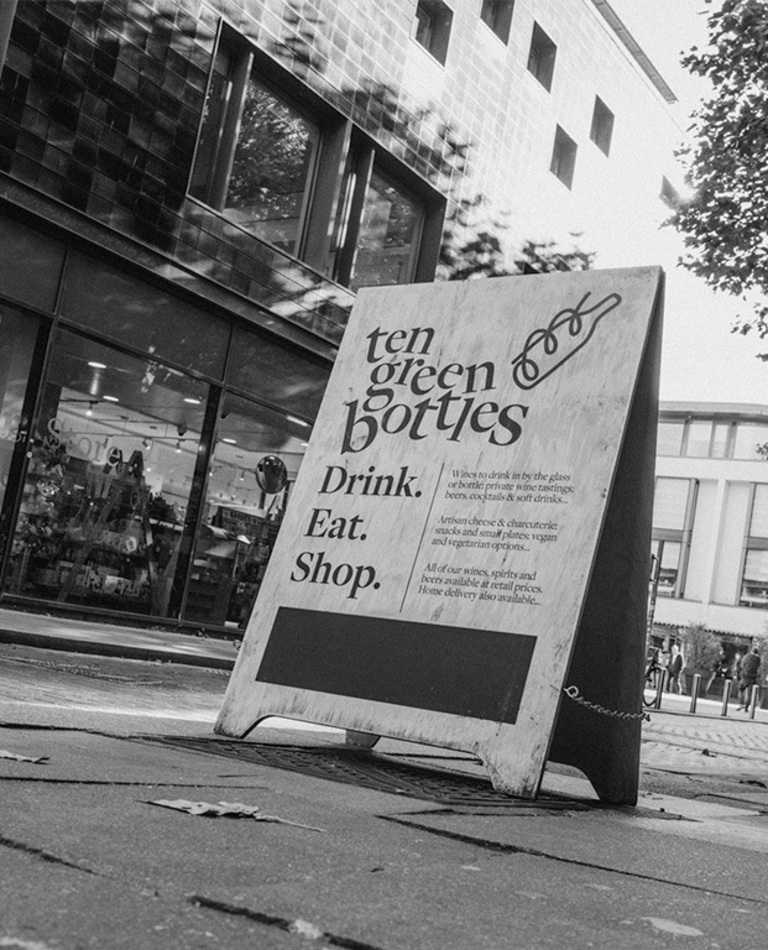 ten
green
bottles
Drink.
Eat.
Shop.
Wines to drink in by the glass
or bottle; private wine tastings;
beers, cocktails & soft drinks...
Artisan cheese & charcuterie;
snacks and small plates; vegan
and vegetarian options...
All of our wines, spirits and
beers available at retail prices.
Home delivery also available...